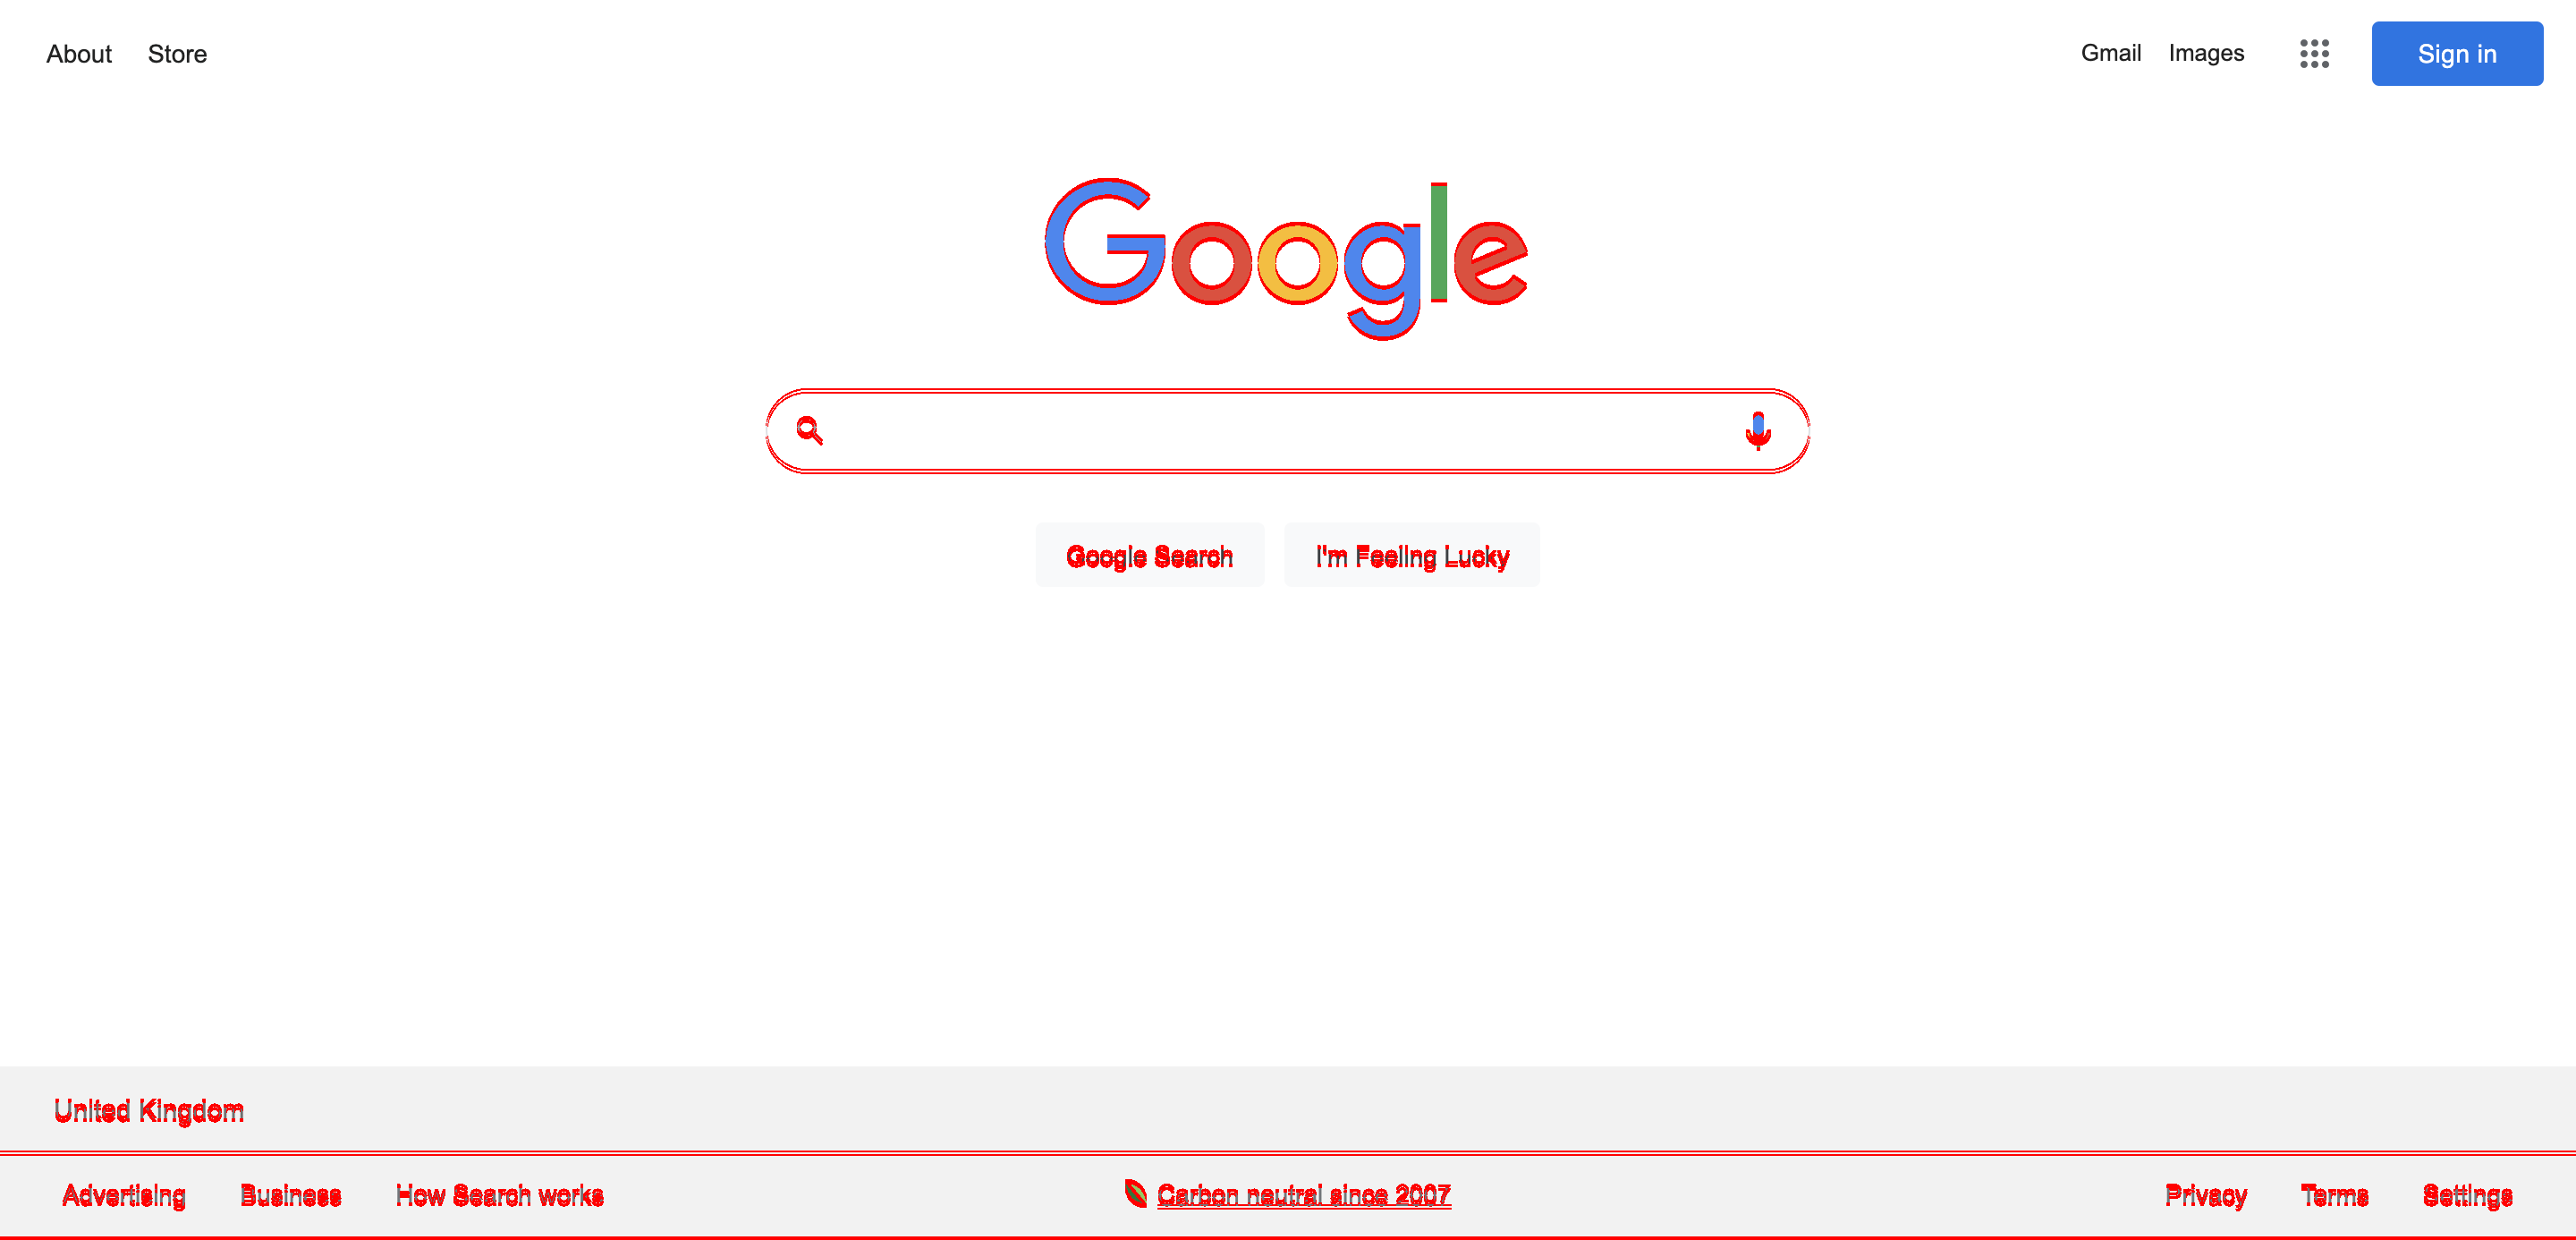 About Store Gmail Images Sign in
Google
Google Search I'm Feeling Lucky
United Kingdom
Advertising Business How Search works Carbon neutral since 2007 Privacy Terms Settings